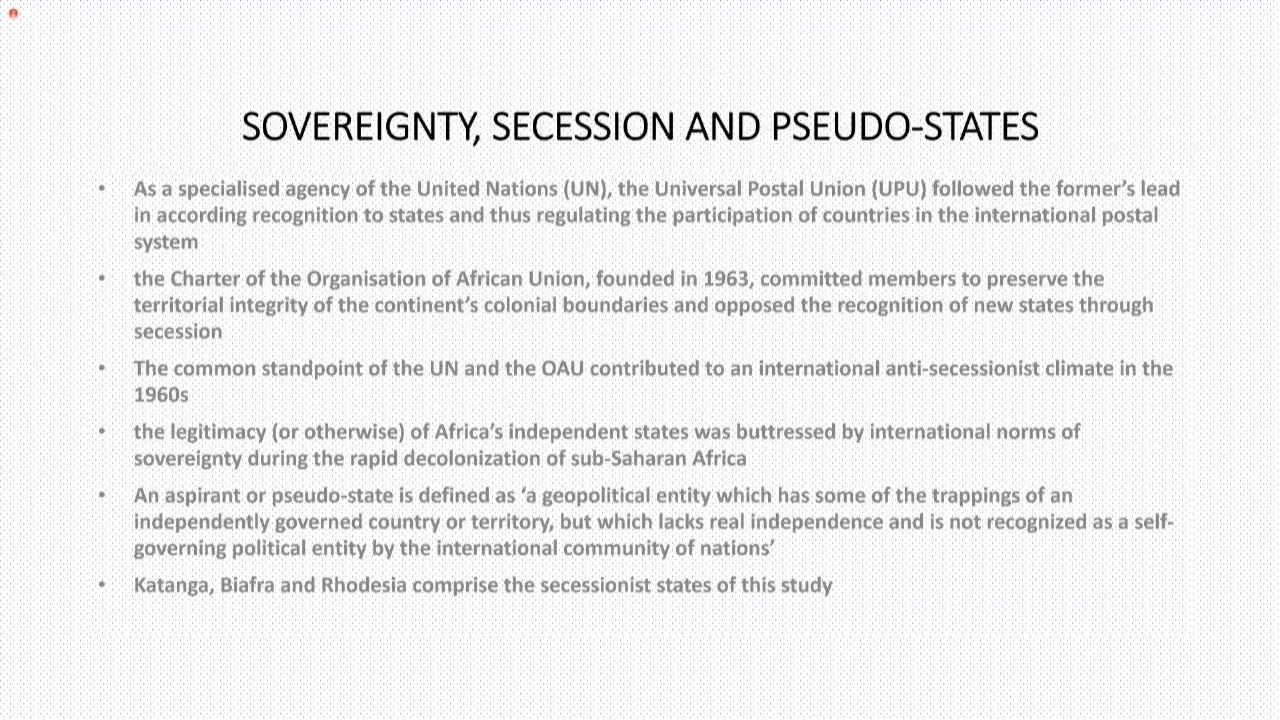 SOVEREIGNTY, SECESSION AND PSEUDO-STATES
• As a specialised agency of the United Nations (UN), the Universal Postal Union (UPU) followed the former’s lead
in according recognition to states and thus regulating the participation of countries in the international postal
system
• the Charter of the Organisation of African Union, founded in 1963, committed members to preserve the
territorial integrity of the continent’s colonial boundaries and opposed the recognition of new states through
secession
• The common standpoint of the UN and the OAU contributed to an international anti-secessionist climate in the
1960s
• the legitimacy (or otherwise) of Africa’s independent states was buttressed by international norms of
sovereignty during the rapid decolonization of sub-Saharan Africa
• An aspirant or pseudo-state is defined as ‘a geopolitical entity which has some of the trappings of an
independently governed country or territory, but which lacks real independence and is not recognized as a self-
governing political entity by the international community of nations’
• Katanga, Biafra and Rhodesia comprise the secessionist states of this study